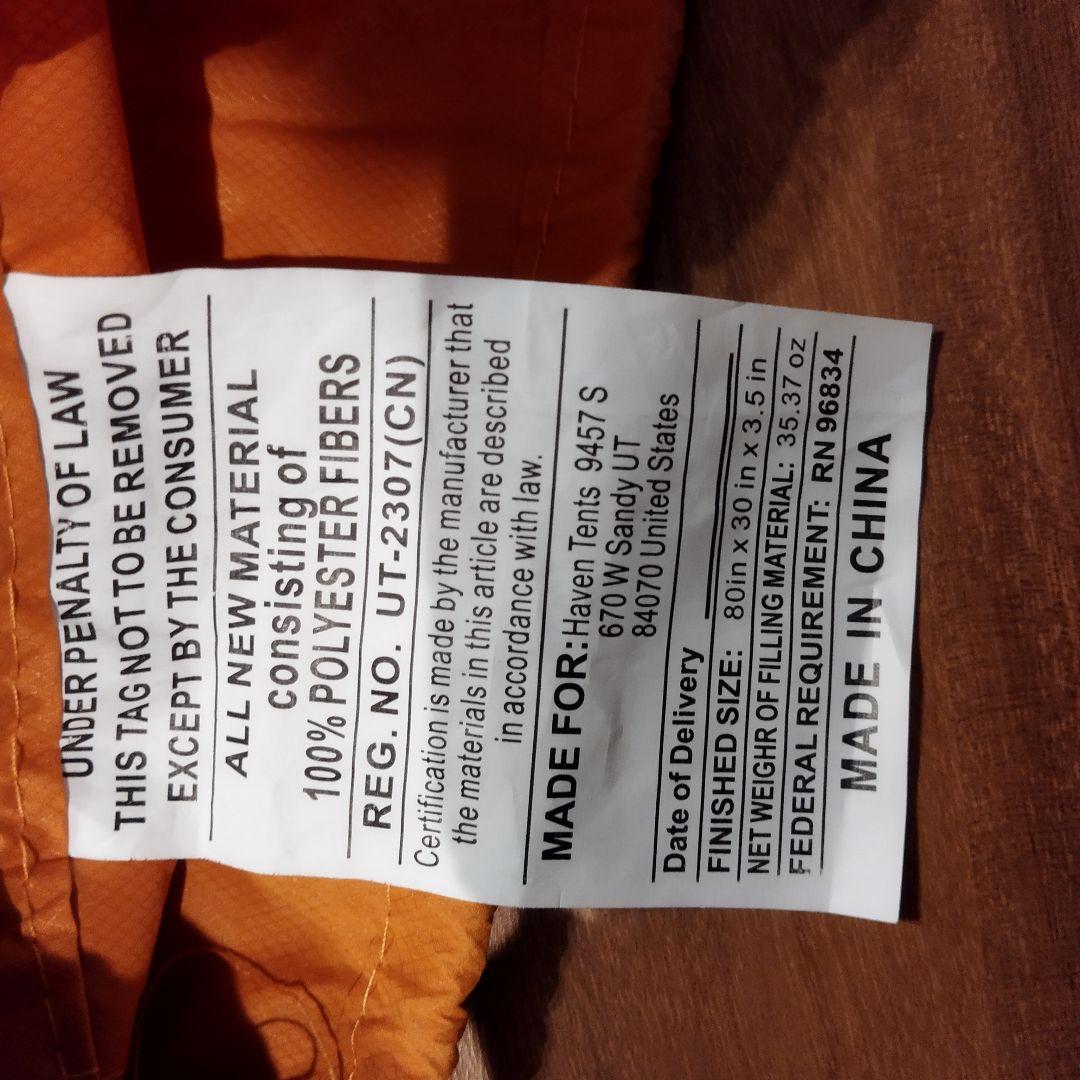 UNDER PENALTY OF LAW
THIS TAG NOT TO BE REMOVED
EXCEPT BY THE CONSUMER
ALL NEW MATERIAL
consisting of
100% POLYESTER FIBERS
REG. NO. UT-2307(CN)
Certification is made by the manufacturer that
the materials in this article are described
in accordance with law.
MADE FOR: Haven Tents 9457 S
670 W Sandy UT
84070 United States
Date of Delivery
FINISHED SIZE: 80in x 30 in x 3.5 in
NET WEIGHR OF FILLING MATERIAL: 35.37 oz
FEDERAL REQUIREMENT: RN 96834
MADE IN CHINA